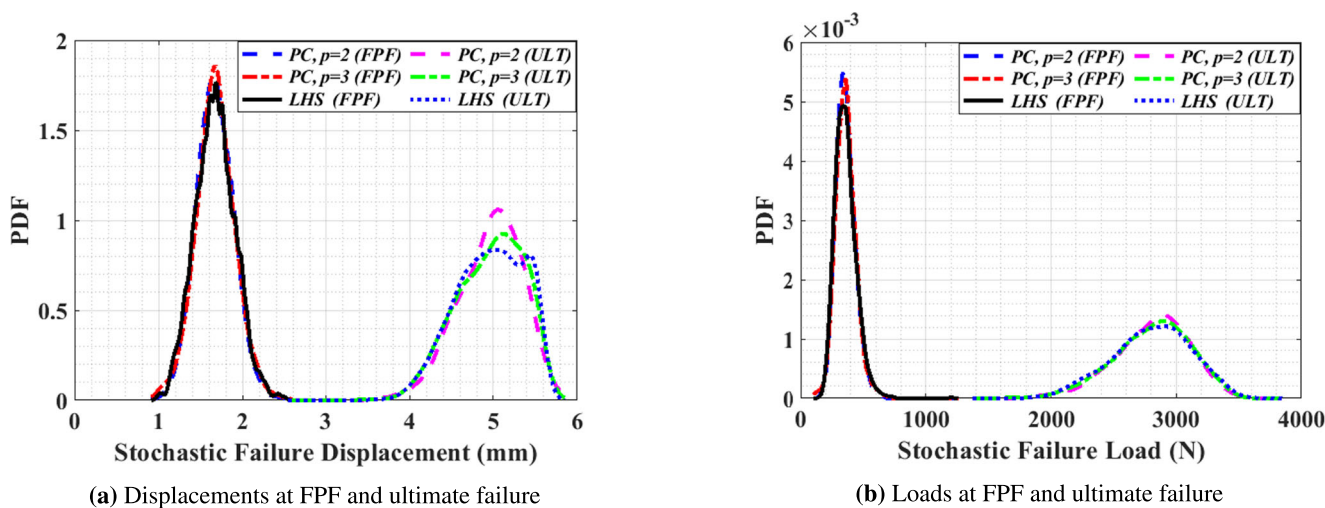 2
1.5
1
0.5
0
0 1 2 3 4 5 6
PDF
Stochastic Failure Displacement (mm)
PC, p=2 (FPF) PC, p=2 (ULT)
PC, p=3 (FPF) PC, p=3 (ULT)
LHS (FPF) LHS (ULT)
(a) Displacements at FPF and ultimate failure
×10⁻³
6
5
4
3
2
1
0
0 1000 2000 3000 4000
PDF
Stochastic Failure Load (N)
PC, p=2 (FPF) PC, p=2 (ULT)
PC, p=3 (FPF) PC, p=3 (ULT)
LHS (FPF) LHS (ULT)
(b) Loads at FPF and ultimate failure